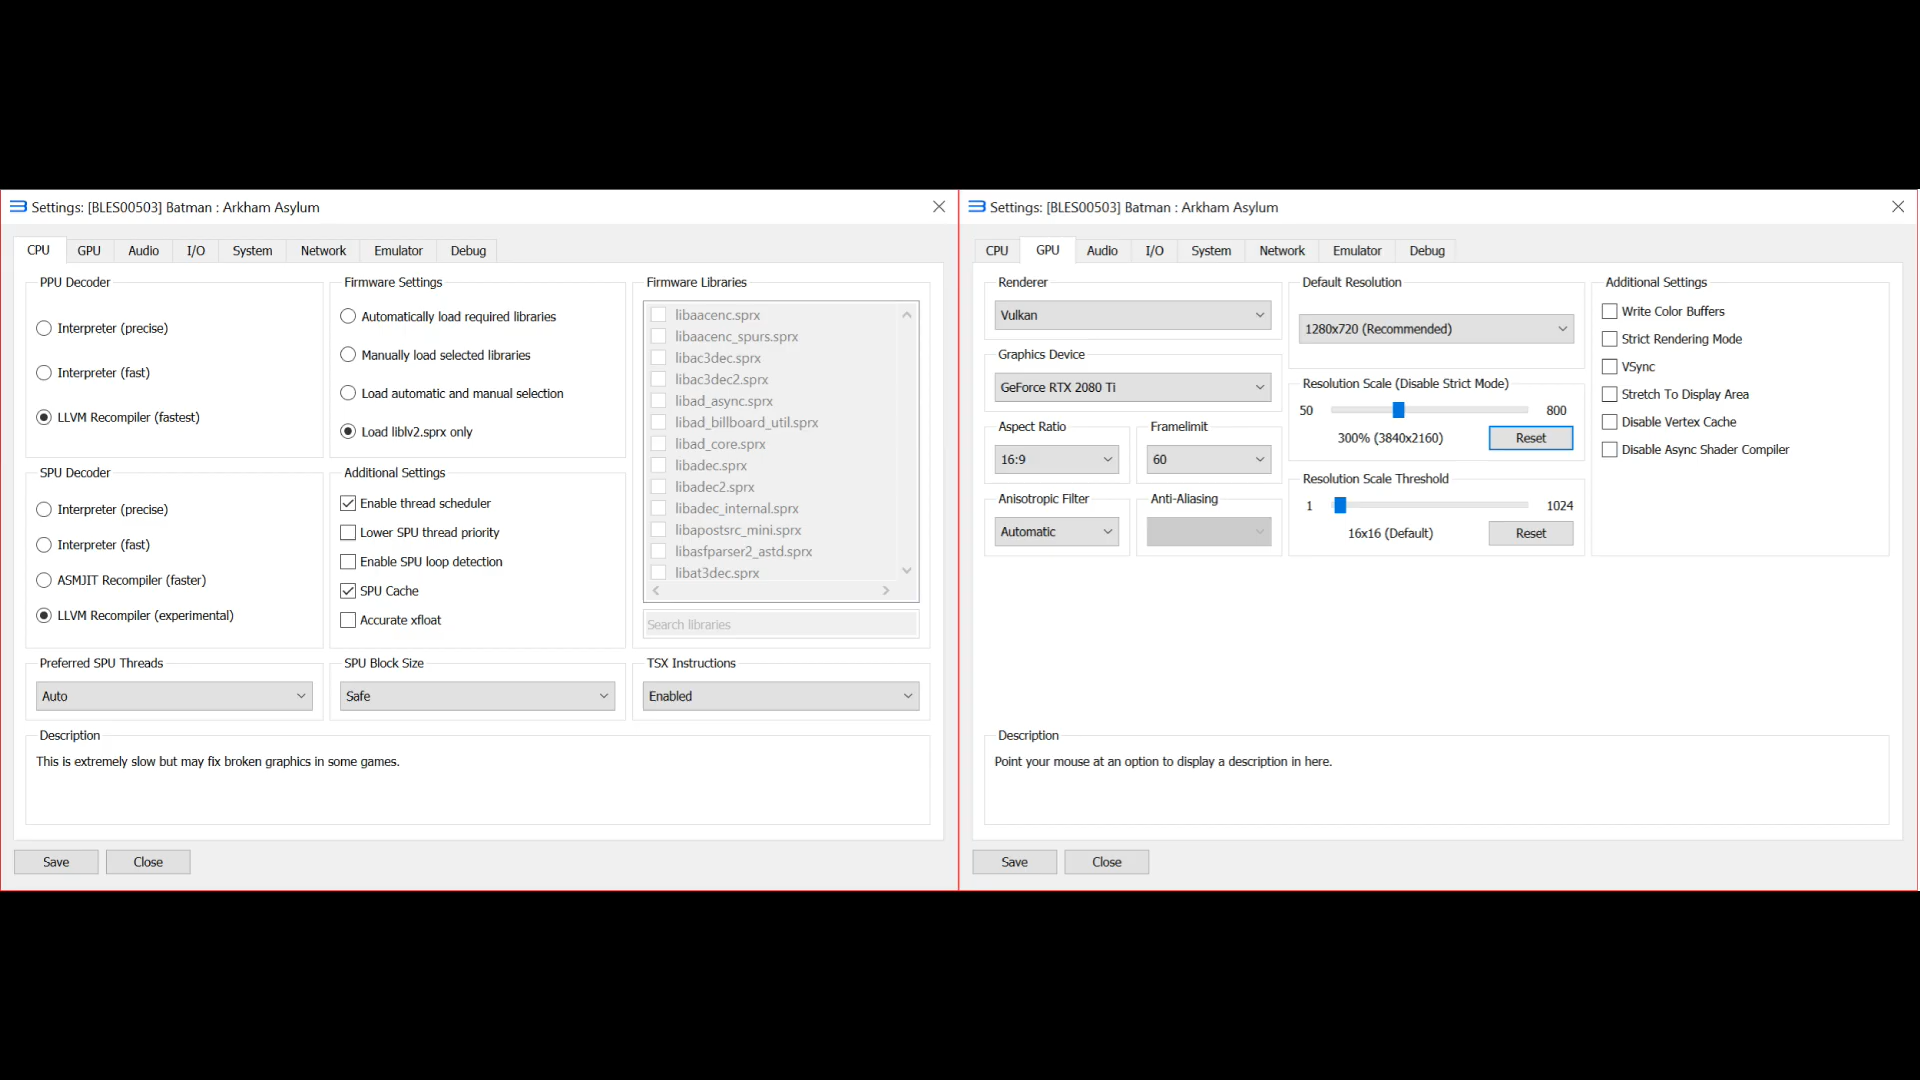 Settings: [BLES00503] Batman : Arkham Asylum
CPU GPU Audio I/O System Network Emulator Debug
PPU Decoder
Interpreter (precise)
Interpreter (fast)
LLVM Recompiler (fastest)
Firmware Settings
Automatically load required libraries
Manually load selected libraries
Load automatic and manual selection
Load liblv2.sprx only
Firmware Libraries
libaacenc.sprx
libaacenc_spurs.sprx
libac3dec.sprx
libac3dec2.sprx
libad_async.sprx
libad_billboard_util.sprx
libad_core.sprx
libadec.sprx
libadec2.sprx
libadec_internal.sprx
libapostsrc_mini.sprx
libasfparser2_astd.sprx
libat3dec.sprx
Search libraries
SPU Decoder
Interpreter (precise)
Interpreter (fast)
ASMJIT Recompiler (faster)
LLVM Recompiler (experimental)
Additional Settings
Enable thread scheduler
Lower SPU thread priority
Enable SPU loop detection
SPU Cache
Accurate xfloat
Preferred SPU Threads
Auto
SPU Block Size
Safe
TSX Instructions
Enabled
Description
This is extremely slow but may fix broken graphics in some games.
Save Close
Settings: [BLES00503] Batman : Arkham Asylum
CPU GPU Audio I/O System Network Emulator Debug
Renderer
Vulkan
Graphics Device
GeForce RTX 2080 Ti
Aspect Ratio
16:9
Framelimit
60
Anisotropic Filter
Automatic
Anti-Aliasing
Default Resolution
1280x720 (Recommended)
Resolution Scale (Disable Strict Mode)
50 800
300% (3840x2160) Reset
Resolution Scale Threshold
1 1024
16x16 (Default) Reset
Additional Settings
Write Color Buffers
Strict Rendering Mode
VSync
Stretch To Display Area
Disable Vertex Cache
Disable Async Shader Compiler
Description
Point your mouse at an option to display a description in here.
Save Close